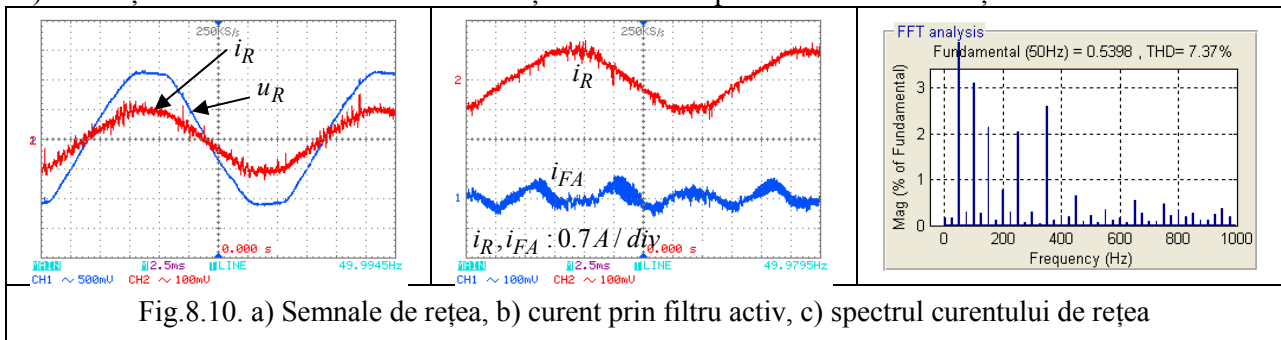 250KS/s
i_R
u_R
2
0.000 s
MAIN M 2.5ms T LINE 49.9945Hz
CH1 ~ 500mV CH2 ~ 100mV
250KS/s
2
i_R
1
i_FA
i_R, i_FA : 0.7 A / div
0.000 s
MAIN M 2.5ms T LINE 49.9795Hz
CH1 ~ 100mV CH2 ~ 100mV
FFT analysis
Fundamental (50Hz) = 0.5398 , THD= 7.37%
Mag (% of Fundamental)
3
2
1
0
0 200 400 600 800 1000
Frequency (Hz)
Fig.8.10. a) Semnale de rețea, b) curent prin filtru activ, c) spectrul curentului de rețea